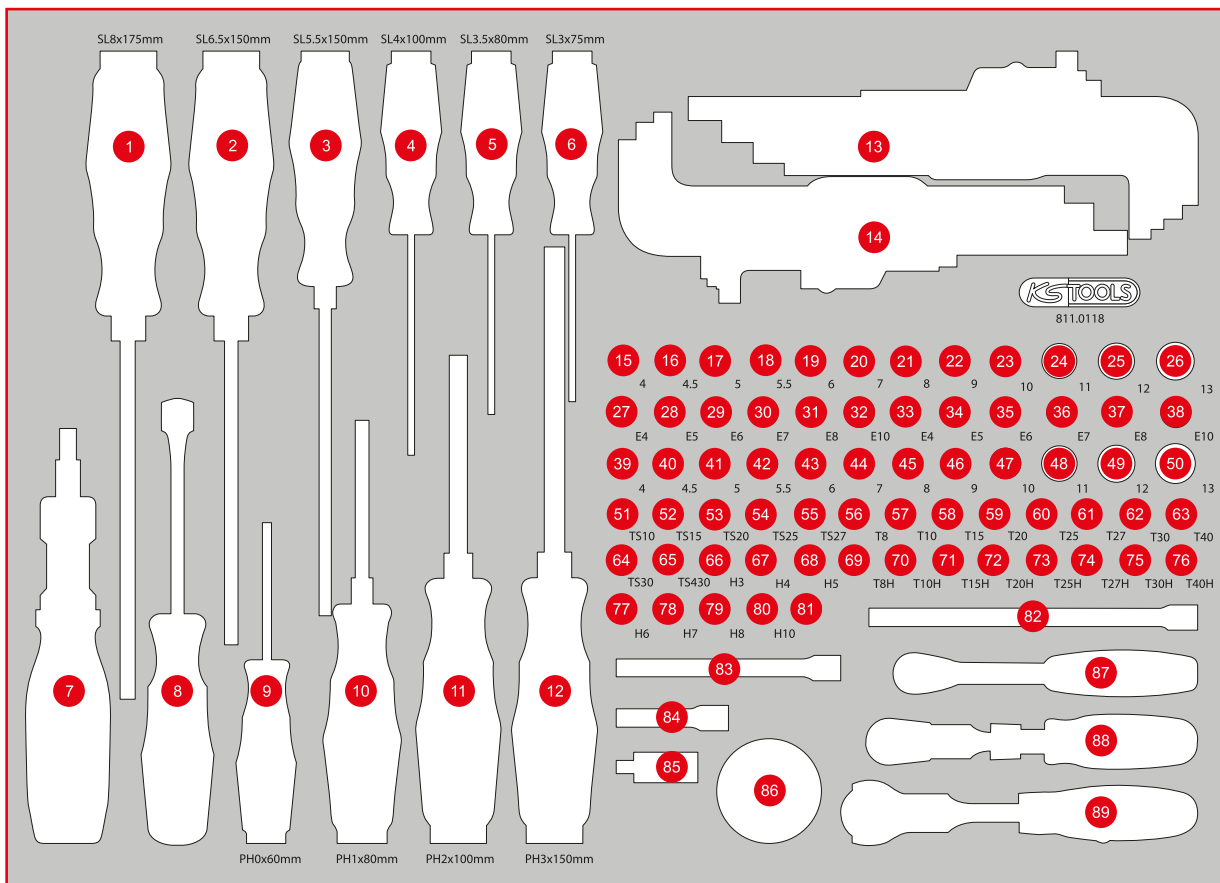 SL8x175mm SL6.5x150mm SL5.5x150mm SL4x100mm SL3.5x80mm SL3x75mm
1 2 3 4 5 6 13
14
KS TOOLS
811.0118
15 16 17 18 19 20 21 22 23 24 25 26
4 4.5 5 5.5 6 7 8 9 10 11 12 13
27 28 29 30 31 32 33 34 35 36 37 38
E4 E5 E6 E7 E8 E10 E4 E5 E6 E7 E8 E10
39 40 41 42 43 44 45 46 47 48 49 50
4 4.5 5 5.5 6 7 8 9 10 11 12 13
51 52 53 54 55 56 57 58 59 60 61 62 63
TS10 TS15 TS20 TS25 TS27 T8 T10 T15 T20 T25 T27 T30 T40
64 65 66 67 68 69 70 71 72 73 74 75 76
TS30 TS430 H3 H4 H5 T8H T10H T15H T20H T25H T27H T30H T40H
77 78 79 80 81 82
H6 H7 H8 H10
83 87
7 8 9 10 11 12
84 88
85 86 89
PH0x60mm PH1x80mm PH2x100mm PH3x150mm